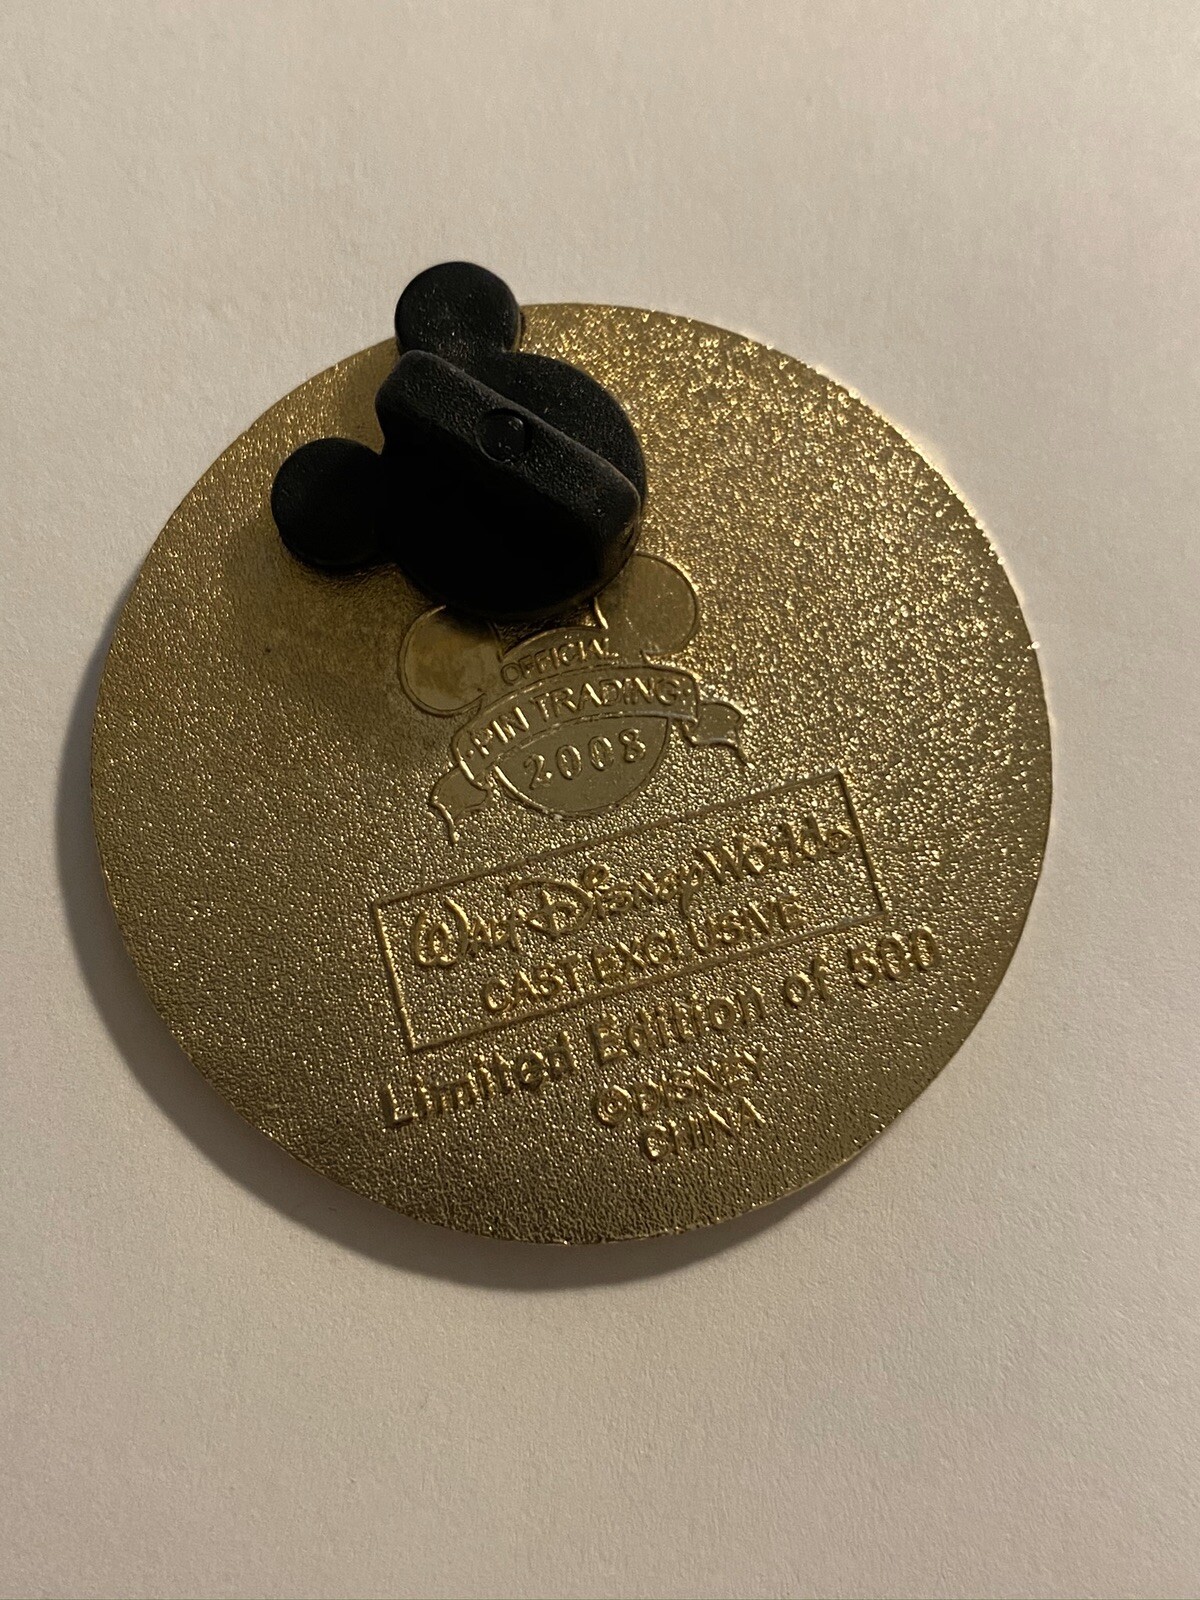 OFFICIAL
PIN TRADING
2008
Walt Disney World®
CAST EXCLUSIVE
Limited Edition of 500
©DISNEY
CHINA